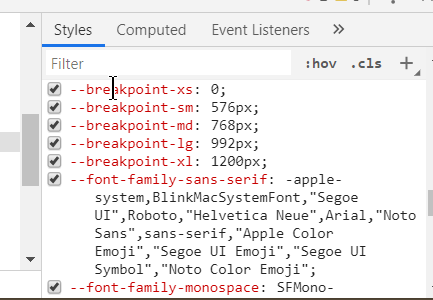 Styles Computed Event Listeners »
Filter :hov .cls +
--breakpoint-xs: 0;
--breakpoint-sm: 576px;
--breakpoint-md: 768px;
--breakpoint-lg: 992px;
--breakpoint-xl: 1200px;
--font-family-sans-serif: -apple-
system,BlinkMacSystemFont,"Segoe
UI",Roboto,"Helvetica Neue",Arial,"Noto
Sans",sans-serif,"Apple Color
Emoji","Segoe UI Emoji","Segoe UI
Symbol","Noto Color Emoji";
--font-family-monospace: SFMono-